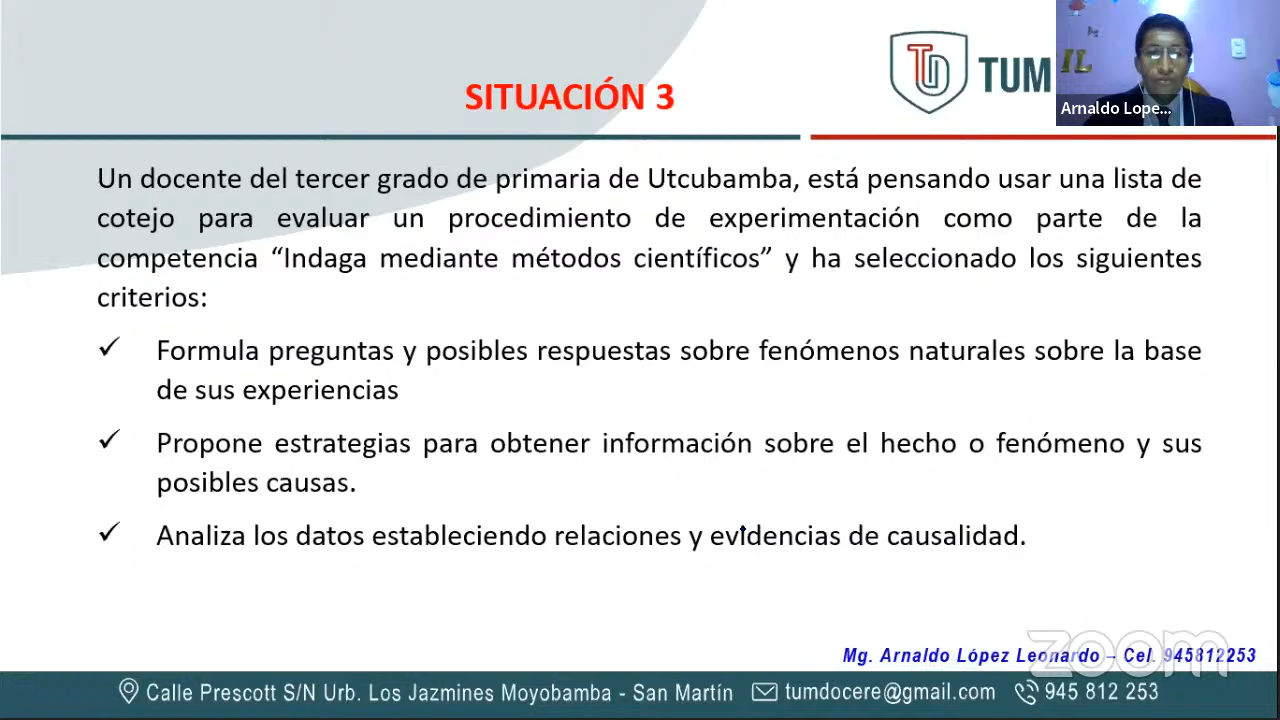 SITUACIÓN 3
TUM
IL
Arnaldo Lope...
Un docente del tercer grado de primaria de Utcubamba, está pensando usar una lista de
cotejo para evaluar un procedimiento de experimentación como parte de la
competencia “Indaga mediante métodos científicos” y ha seleccionado los siguientes
criterios:
✓ Formula preguntas y posibles respuestas sobre fenómenos naturales sobre la base
de sus experiencias
✓ Propone estrategias para obtener información sobre el hecho o fenómeno y sus
posibles causas.
✓ Analiza los datos estableciendo relaciones y evidencias de causalidad.
zoom
Mg. Arnaldo López Leonardo – Cel. 945812253
Calle Prescott S/N Urb. Los Jazmines Moyobamba - San Martín tumdocere@gmail.com 945 812 253